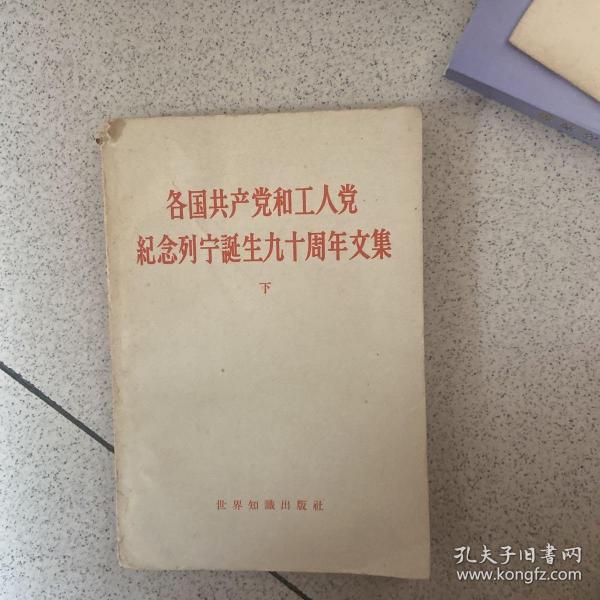 各国共产党和工人党
紀念列宁誕生九十周年文集
下
世界知識出版社
孔夫子旧书网
www.kongfz.com